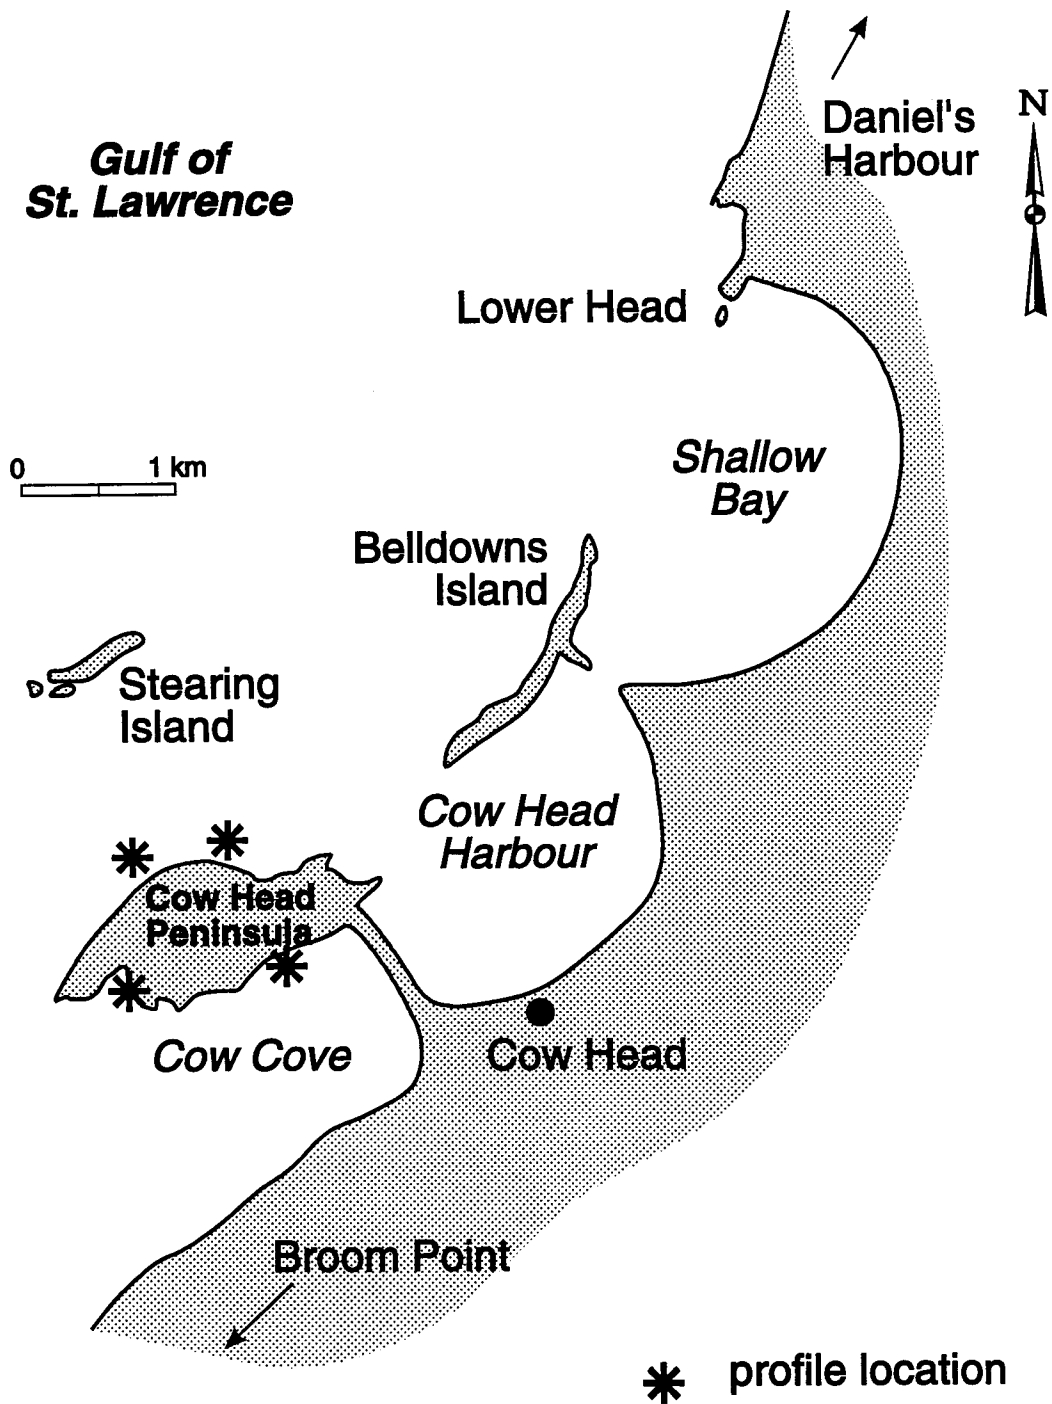 Daniel's
Harbour
N
Gulf of
St. Lawrence
Lower Head
0 1 km
Shallow
Bay
Belldowns
Island
Stearing
Island
Cow Head
Harbour
Cow Head
Peninsula
Cow Cove
Cow Head
Broom Point
profile location